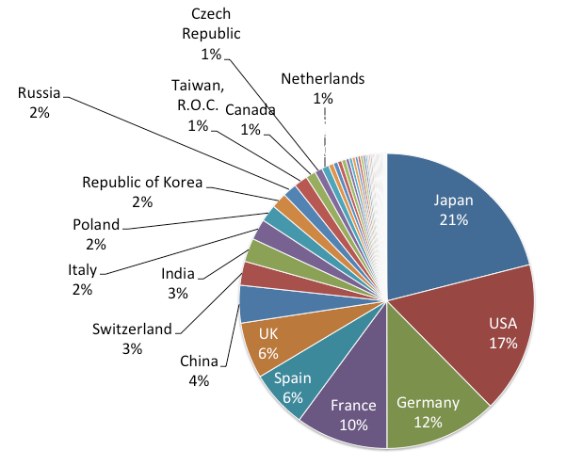 Czech
Republic
1%
Netherlands
1%
Taiwan,
R.O.C.
1%
Canada
1%
Russia
2%
Republic of Korea
2%
Poland
2%
Italy
2%
India
3%
Switzerland
3%
China
4%
UK
6%
Spain
6%
France
10%
Germany
12%
USA
17%
Japan
21%